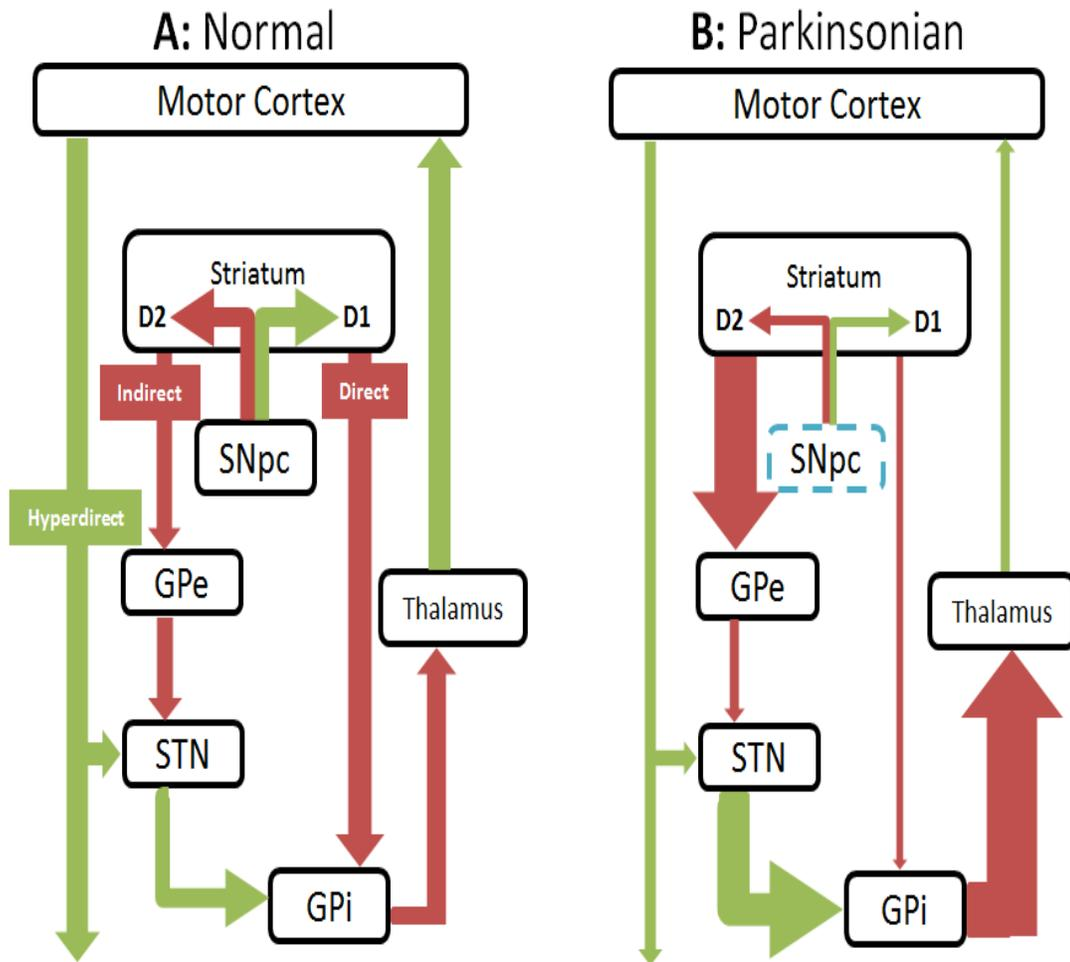 A: Normal
Motor Cortex
Striatum
D2 D1
Indirect Direct
SNpc
Hyperdirect
GPe
Thalamus
STN
GPi
B: Parkinsonian
Motor Cortex
Striatum
D2 D1
SNpc
GPe
Thalamus
STN
GPi